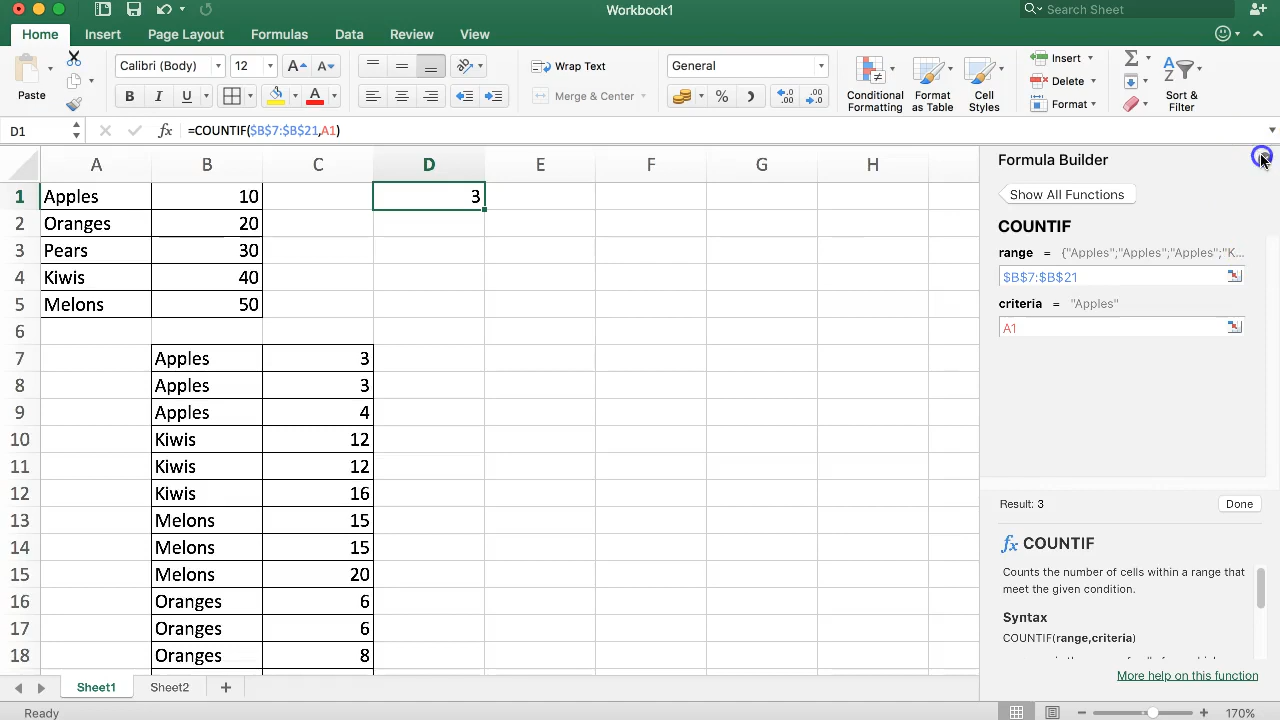 Workbook1
Search Sheet
Home Insert Page Layout Formulas Data Review View
Paste
Calibri (Body) 12
Wrap Text
Merge & Center
General
Conditional Formatting
Format as Table
Cell Styles
Insert
Delete
Format
Sort & Filter
D1 fx =COUNTIF($B$7:$B$21,A1)
A B C D E F G H
1 Apples 10 3
2 Oranges 20
3 Pears 30
4 Kiwis 40
5 Melons 50
6
7 Apples 3
8 Apples 3
9 Apples 4
10 Kiwis 12
11 Kiwis 12
12 Kiwis 16
13 Melons 15
14 Melons 15
15 Melons 20
16 Oranges 6
17 Oranges 6
18 Oranges 8
Formula Builder
Show All Functions
COUNTIF
range = {"Apples";"Apples";"Apples";"K...
$B$7:$B$21
criteria = "Apples"
A1
Result: 3 Done
fx COUNTIF
Counts the number of cells within a range that
meet the given condition.
Syntax
COUNTIF(range,criteria)
More help on this function
Sheet1 Sheet2 +
Ready 170%